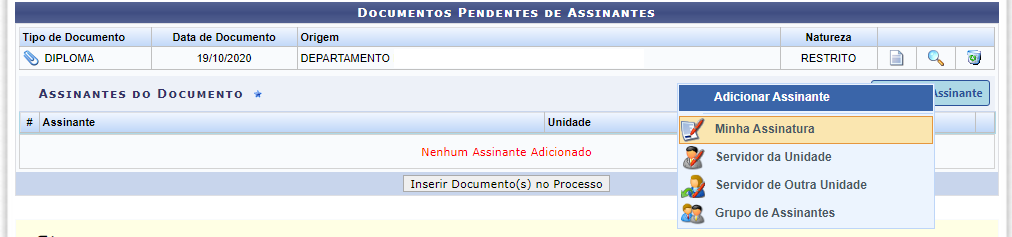 Documentos Pendentes de Assinantes
Tipo de Documento Data de Documento Origem Natureza
DIPLOMA 19/10/2020 DEPARTAMENTO RESTRITO
Assinantes do Documento Assinante
Adicionar Assinante
# Assinante Unidade
Minha Assinatura
Nenhum Assinante Adicionado
Servidor da Unidade
Inserir Documento(s) no Processo
Servidor de Outra Unidade
Grupo de Assinantes